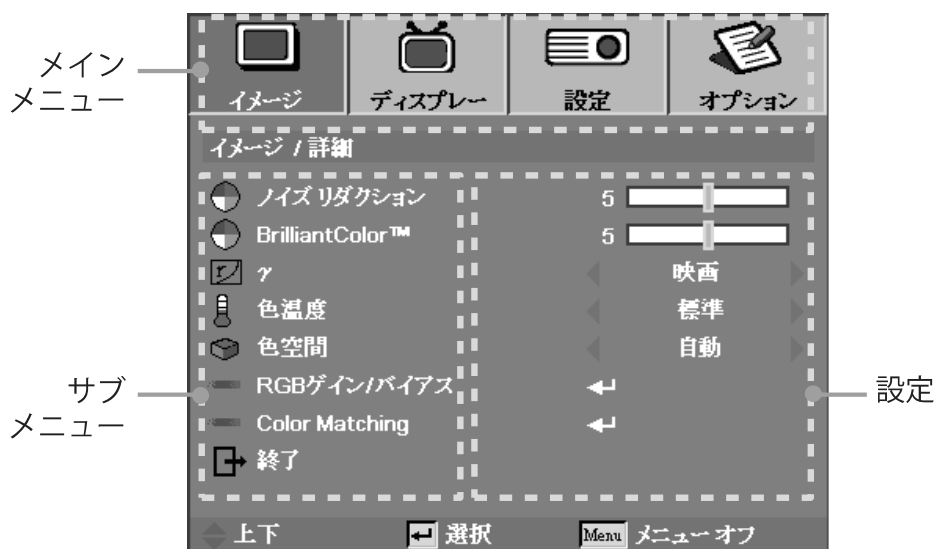 メイン
メニュー
イメージ
ディスプレー
設定
オプション
イメージ / 詳細
ノイズ リダクション 5
BrilliantColor™ 5
γ 映画
色温度 標準
色空間 自動
RGBゲイン/バイアス
Color Matching
終了
サブ
メニュー
設定
上下
選択
Menu メニュー オフ